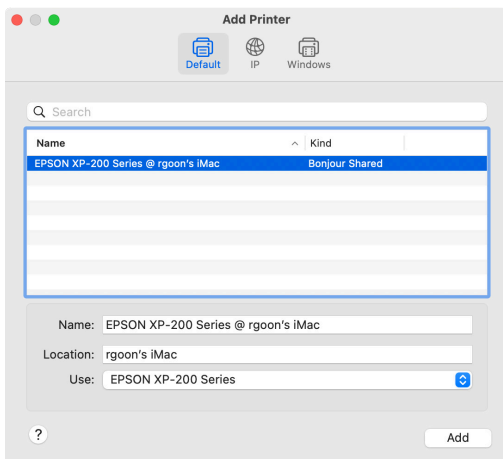 Add Printer
Default IP Windows
Search
Name Kind
EPSON XP-200 Series @ rgoon's iMac Bonjour Shared
Name: EPSON XP-200 Series @ rgoon's iMac
Location: rgoon's iMac
Use: EPSON XP-200 Series
? Add